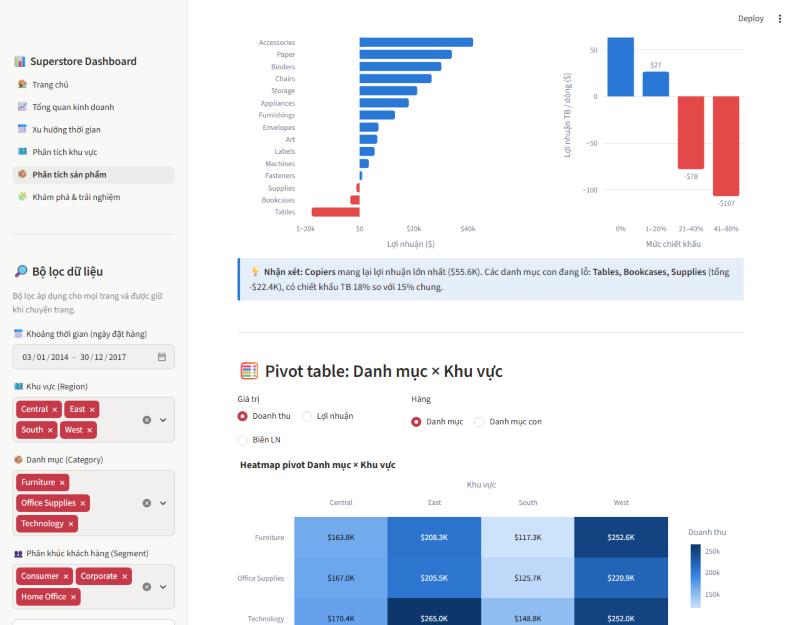 Deploy
Superstore Dashboard
Trang chủ
Tổng quan kinh doanh
Xu hướng thời gian
Phân tích khu vực
Phân tích sản phẩm
Khám phá & trải nghiệm
Bộ lọc dữ liệu
Bộ lọc áp dụng cho mọi trang và được giữ
khi chuyển trang.
Khoảng thời gian (ngày đặt hàng)
03/01/2014 – 30/12/2017
Khu vực (Region)
Central × East ×
South × West ×
Danh mục (Category)
Furniture ×
Office Supplies ×
Technology ×
Phân khúc khách hàng (Segment)
Consumer × Corporate ×
Home Office ×
Accessories
Paper
Binders
Chairs
Storage
Appliances
Furnishings
Envelopes
Art
Labels
Machines
Fasteners
Supplies
Bookcases
Tables
$−20k $0 $20k $40k
Lợi nhuận ($)
Lợi nhuận TB / dòng ($)
50
0
−50
−100
$27
-$78
-$107
0% 1–20% 21–40% 41–80%
Mức chiết khấu
Nhận xét: Copiers mang lại lợi nhuận lớn nhất ($55.6K). Các danh mục con đang lỗ: Tables, Bookcases, Supplies (tổng
-$22.4K), có chiết khấu TB 18% so với 15% chung.
Pivot table: Danh mục × Khu vực
Giá trị
Doanh thu Lợi nhuận
Biên LN
Hàng
Danh mục Danh mục con
Heatmap pivot Danh mục × Khu vực
Khu vực
Central East South West
Furniture $163.8K $208.3K $117.3K $252.6K
Office Supplies $167.0K $205.5K $125.7K $220.9K
Technology $170.4K $265.0K $148.8K $252.0K
Doanh thu
250k
200k
150k